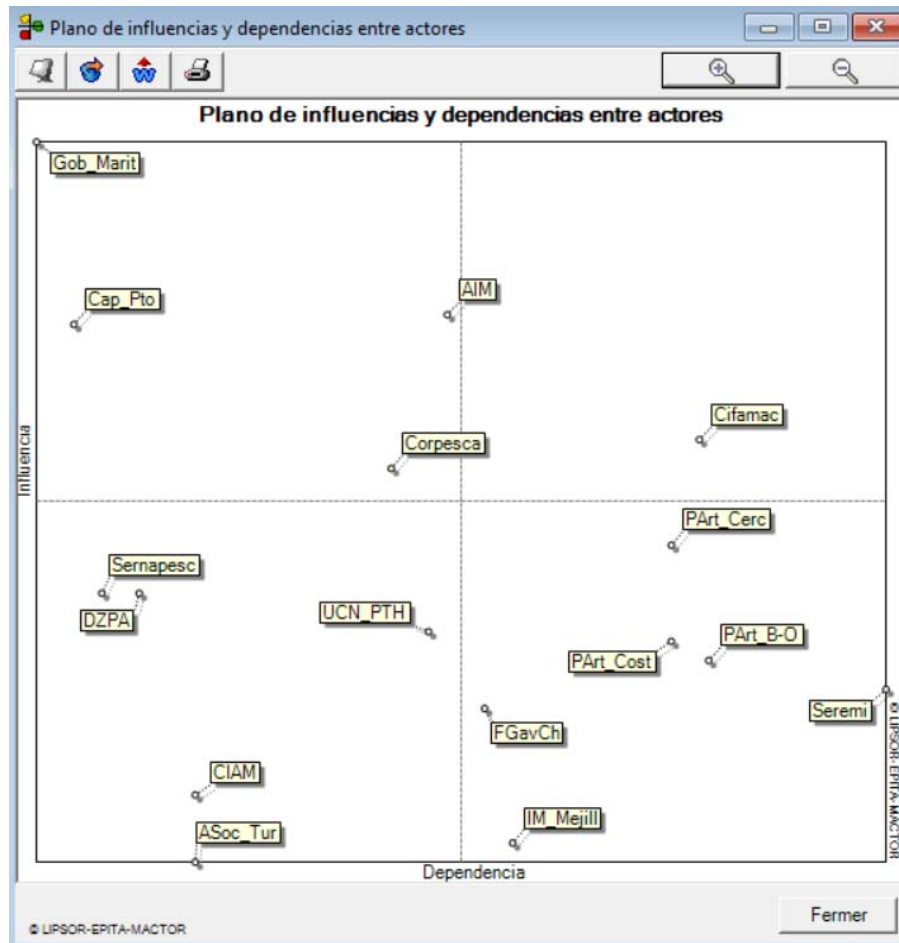 Plano de influencias y dependencias entre actores
Plano de influencias y dependencias entre actores
Gob_Marit
Cap_Pto
AIM
Cifamac
Corpesca
Influencia
PArt_Cerc
Sernapesc
DZPA
UCN_PTH
PArt_B-O
PArt_Cost
Seremi
FGavCh
CIAM
IM_Mejill
ASoc_Tur
Dependencia
© LIPSOR-EPITA-MACTOR
Fermer
© LIPSOR-EPITA-MACTOR